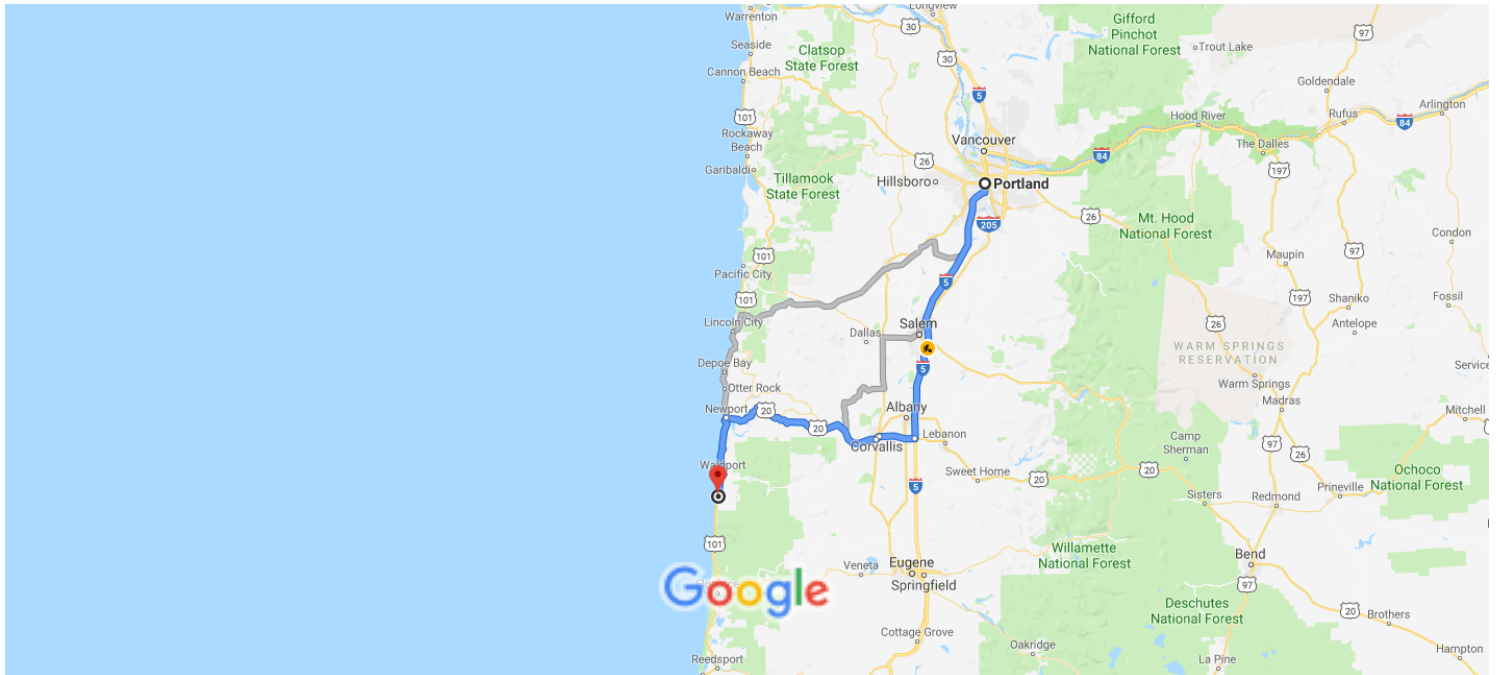 Warrenton
Longview
30
Gifford
Pinchot
National Forest
97
Seaside
Clatsop
State Forest
30
Trout Lake
Cannon Beach
Goldendale
5
Arlington
101
Hood River
Rufus
84
Rockaway
Beach
Vancouver
84
The Dalles
Garibaldi
26
197
Tillamook
State Forest
Hillsboro
Portland
26
Mt. Hood
National Forest
205
97
Condon
101
Maupin
Pacific City
5
101
197
Shaniko
Fossil
Lincoln City
Salem
26
Antelope
Dallas
WARM SPRINGS
RESERVATION
Depoe Bay
5
Service
Otter Rock
Warm Springs
Newport
20
Albany
Madras
Mitchell
20
97
Corvallis
Lebanon
Camp
Sherman
26
26
Waldport
Sweet Home
20
20
Ochoco
National Forest
5
Sisters
Redmond
Prineville
101
Willamette
National Forest
Bend
Veneta
Eugene
Springfield
97
Google
Deschutes
National Forest
20
Brothers
Cottage Grove
Oakridge
Hampton
Reedsport
La Pine